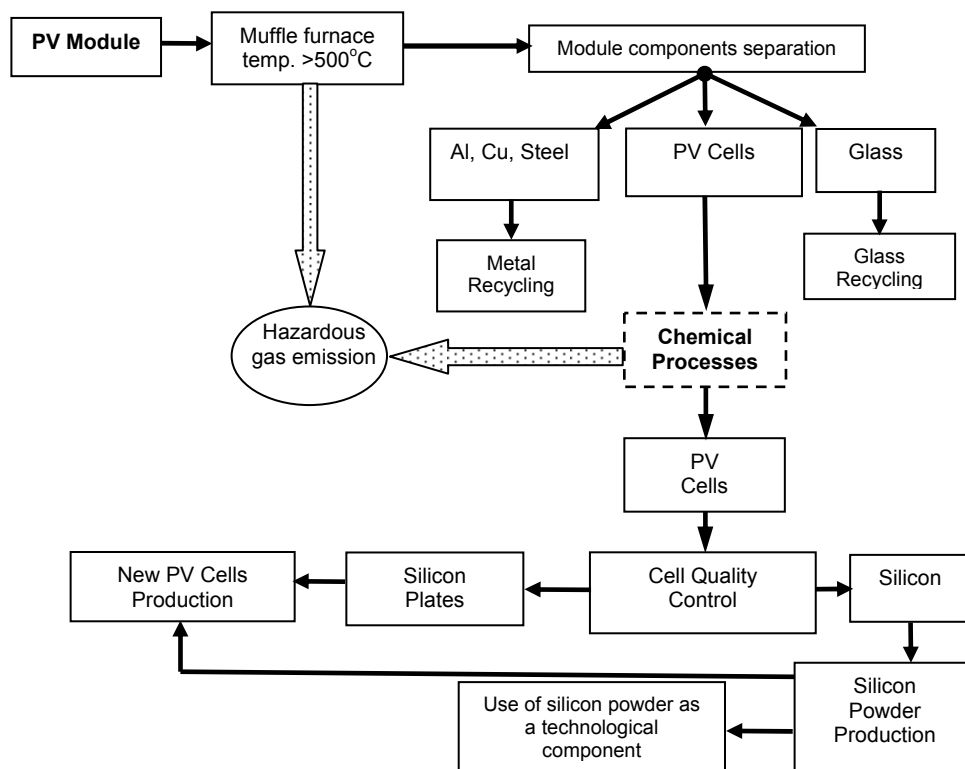 PV Module
Muffle furnace
temp. >500°C
Module components separation
Al, Cu, Steel
PV Cells
Glass
Metal
Recycling
Glass
Recycling
Hazardous
gas emission
Chemical
Processes
PV
Cells
New PV Cells
Production
Silicon
Plates
Cell Quality
Control
Silicon
Use of silicon powder as
a technological
component
Silicon
Powder
Production